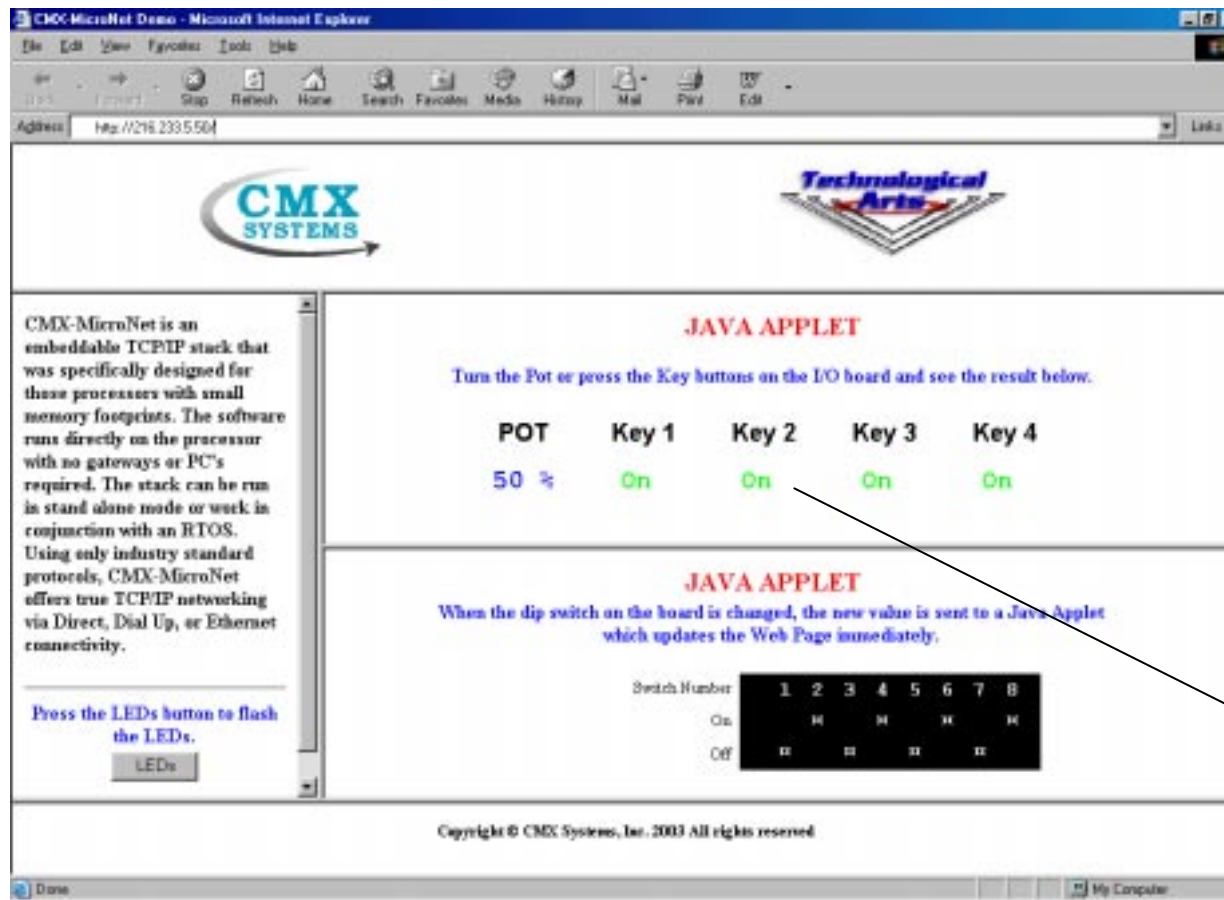 CMX-MicroNet Demo - Microsoft Internet Explorer
File Edit View Favorites Tools Help
Back Forward Stop Refresh Home Search Favorites Media History Mail Print Edit
Address http://216.233.5.50/ Links
CMX
SYSTEMS
Technological
Arts
CMX-MicroNet is an
embeddable TCP/IP stack that
was specifically designed for
those processors with small
memory footprints. The software
runs directly on the processor
with no gateways or PC's
required. The stack can be run
in stand alone mode or work in
conjunction with an RTOS.
Using only industry standard
protocols, CMX-MicroNet
offers true TCP/IP networking
via Direct, Dial Up, or Ethernet
connectivity.
Press the LEDs button to flash
the LEDs.
LEDs
JAVA APPLET
Turn the Pot or press the Key buttons on the I/O board and see the result below.
POT Key 1 Key 2 Key 3 Key 4
50 % On On On On
JAVA APPLET
When the dip switch on the board is changed, the new value is sent to a Java Applet
which updates the Web Page immediately.
Switch Number 1 2 3 4 5 6 7 8
On
Off
Copyright © CMX Systems, Inc. 2003 All rights reserved
Done My Computer